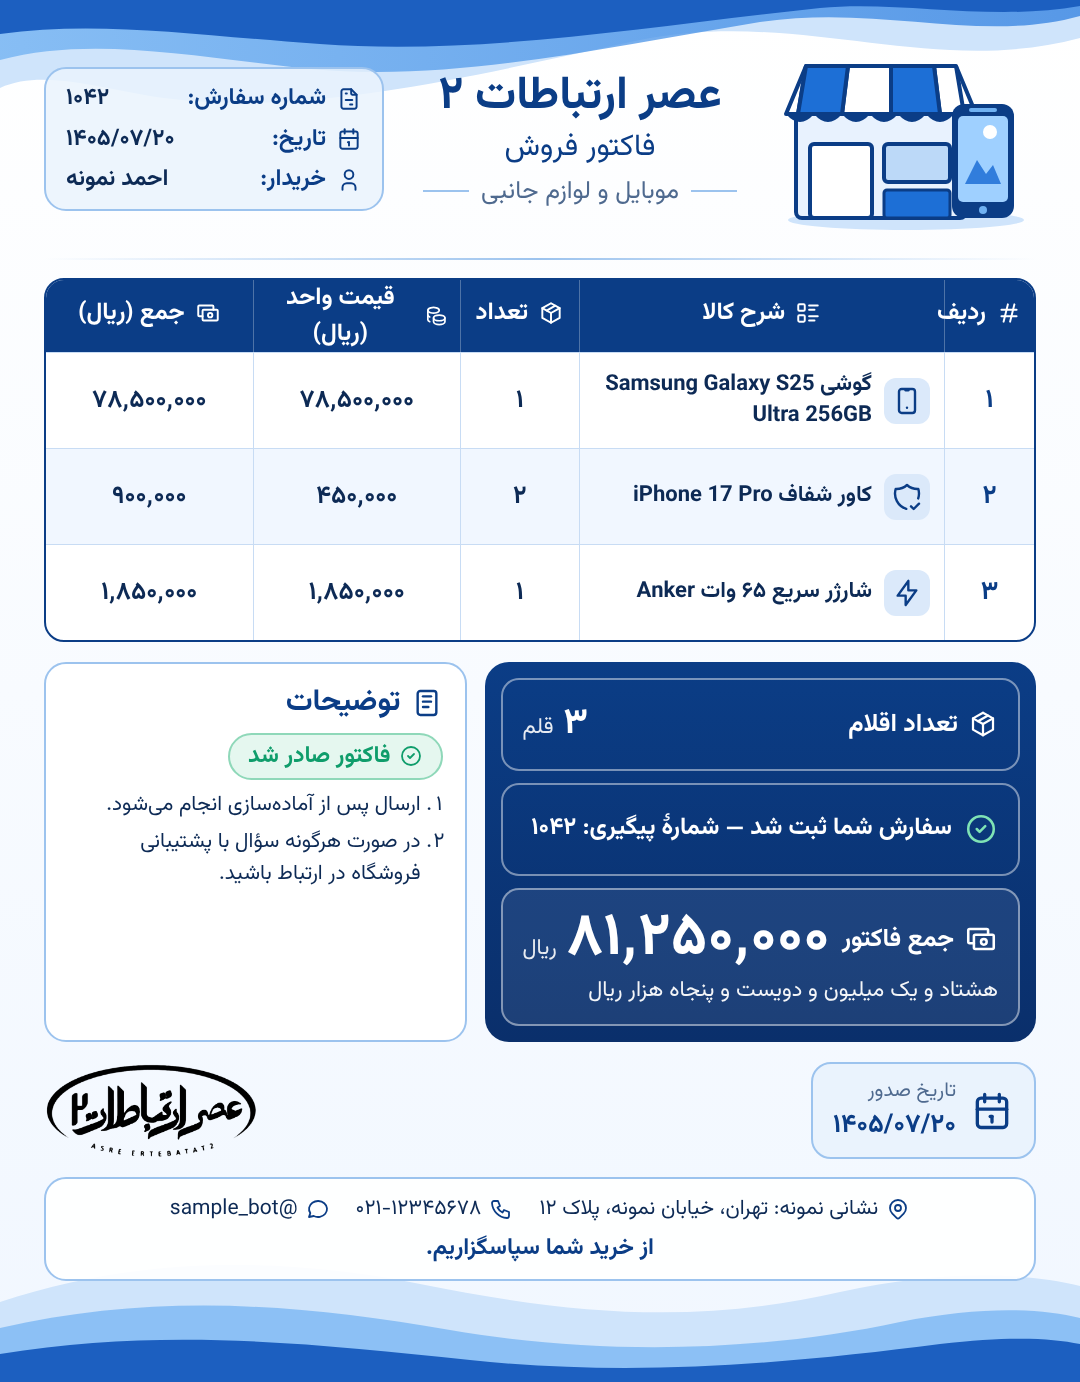 عصر ارتباطات ۲
فاکتور فروش
موبایل و لوازم جانبی
شماره سفارش: ۱۰۴۲
تاریخ: ۱۴۰۵/۰۷/۲۰
خریدار: احمد نمونه
# ردیف شرح کالا تعداد قیمت واحد (ریال) جمع (ریال)
۱ گوشی Samsung Galaxy S25 Ultra 256GB ۱ ۷۸,۵۰۰,۰۰۰ ۷۸,۵۰۰,۰۰۰
۲ کاور شفاف iPhone 17 Pro ۲ ۴۵۰,۰۰۰ ۹۰۰,۰۰۰
۳ شارژر سریع ۶۵ وات Anker ۱ ۱,۸۵۰,۰۰۰ ۱,۸۵۰,۰۰۰
تعداد اقلام ۳ قلم
سفارش شما ثبت شد – شمارهٔ پیگیری: ۱۰۴۲
جمع فاکتور ۸۱,۲۵۰,۰۰۰ ریال
هشتاد و یک میلیون و دویست و پنجاه هزار ریال
توضیحات
فاکتور صادر شد
۱. ارسال پس از آماده‌سازی انجام می‌شود.
۲. در صورت هرگونه سؤال با پشتیبانی
فروشگاه در ارتباط باشید.
تاریخ صدور
۱۴۰۵/۰۷/۲۰
عصر ارتباطات ۲
ASRE ERTEBATAT2
نشانی نمونه: تهران، خیابان نمونه، پلاک ۱۲ ۰۲۱-۱۲۳۴۵۶۷۸ @sample_bot
از خرید شما سپاسگزاریم.